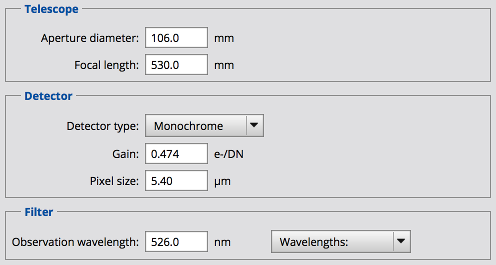 Telescope
Aperture diameter: 106.0 mm
Focal length: 530.0 mm
Detector
Detector type: Monochrome
Gain: 0.474 e-/DN
Pixel size: 5.40 µm
Filter
Observation wavelength: 526.0 nm Wavelengths: